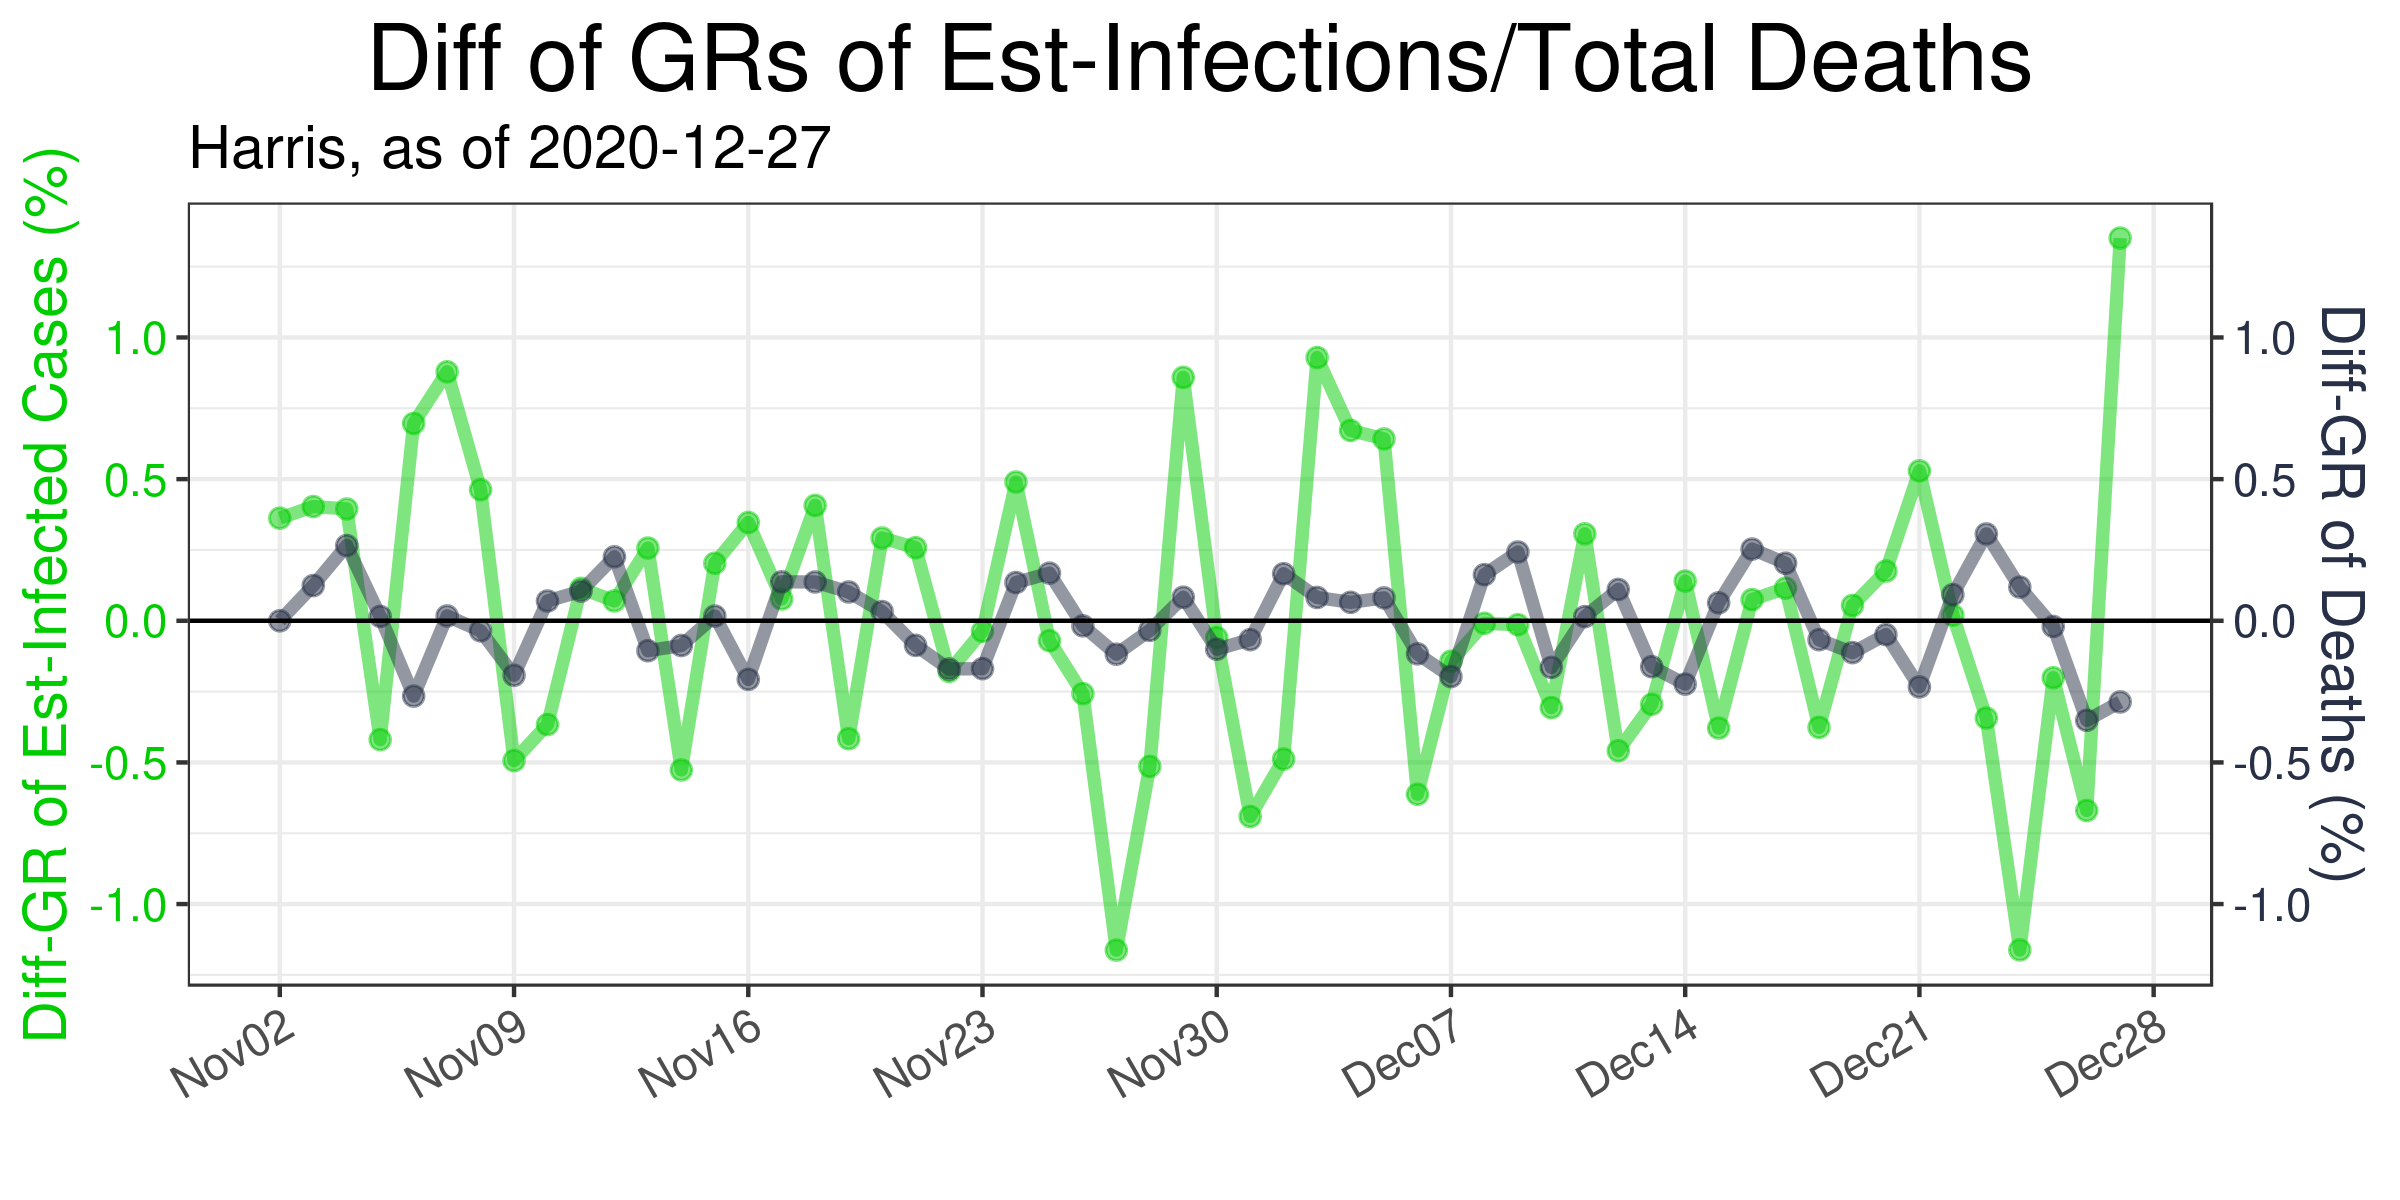 Diff of GRs of Est-Infections/Total Deaths
Harris, as of 2020-12-27
Diff-GR of Est-Infected Cases (%)
1.0
0.5
0.0
-0.5
-1.0
1.0
0.5
0.0
-0.5
-1.0
Diff-GR of Deaths (%)
Nov02
Nov09
Nov16
Nov23
Nov30
Dec07
Dec14
Dec21
Dec28